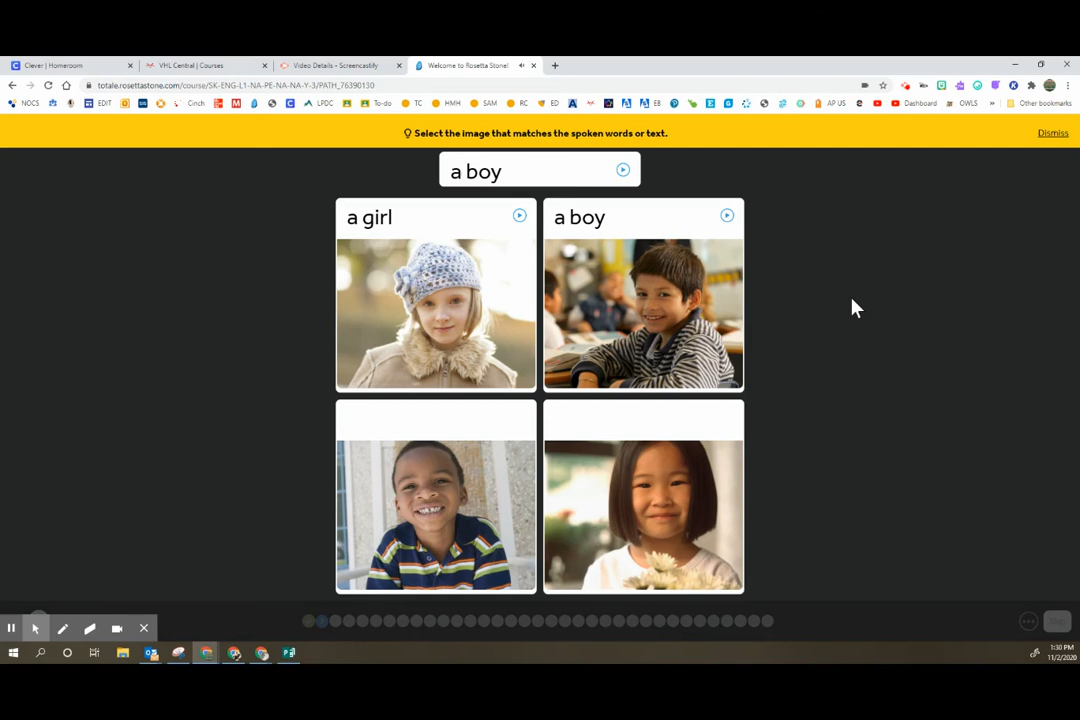 Clever | Homeroom
VHL Central | Courses
Video Details - Screencastify
Welcome to Rosetta Stone!
totale.rosettastone.com/course/SK-ENG-L1-NA-PE-NA-NA-Y-3/PATH_76390130
NOCS
EDIT
Cinch
LPDC
To-do
TC
HMH
SAM
RC
ED
E8
AP US
Dashboard
OWLS
Other bookmarks
Select the image that matches the spoken words or text.
Dismiss
a boy
a girl
a boy
1:30 PM
11/2/2020